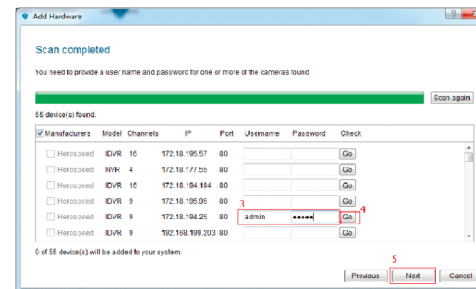 Add Hardware
Scan completed
You need to provide a user name and password for one or more of the cameras found
Scan again
55 device(s) found.
Manufacturers Model Channels IP Port Username Password Check
Herospeed IDVR 16 172.18.195.57 80 Go
Herospeed NVR 4 172.18.177.55 80 Go
Herospeed IDVR 16 172.18.194.184 80 Go
Herospeed IDVR 9 172.18.195.95 80 Go
3 4
Herospeed IDVR 9 172.18.194.25 80 admin ••••• Go
Herospeed IDVR 9 192.168.199.203 80 Go
0 of 55 device(s) will be added to your system.
5
Previous Next Cancel